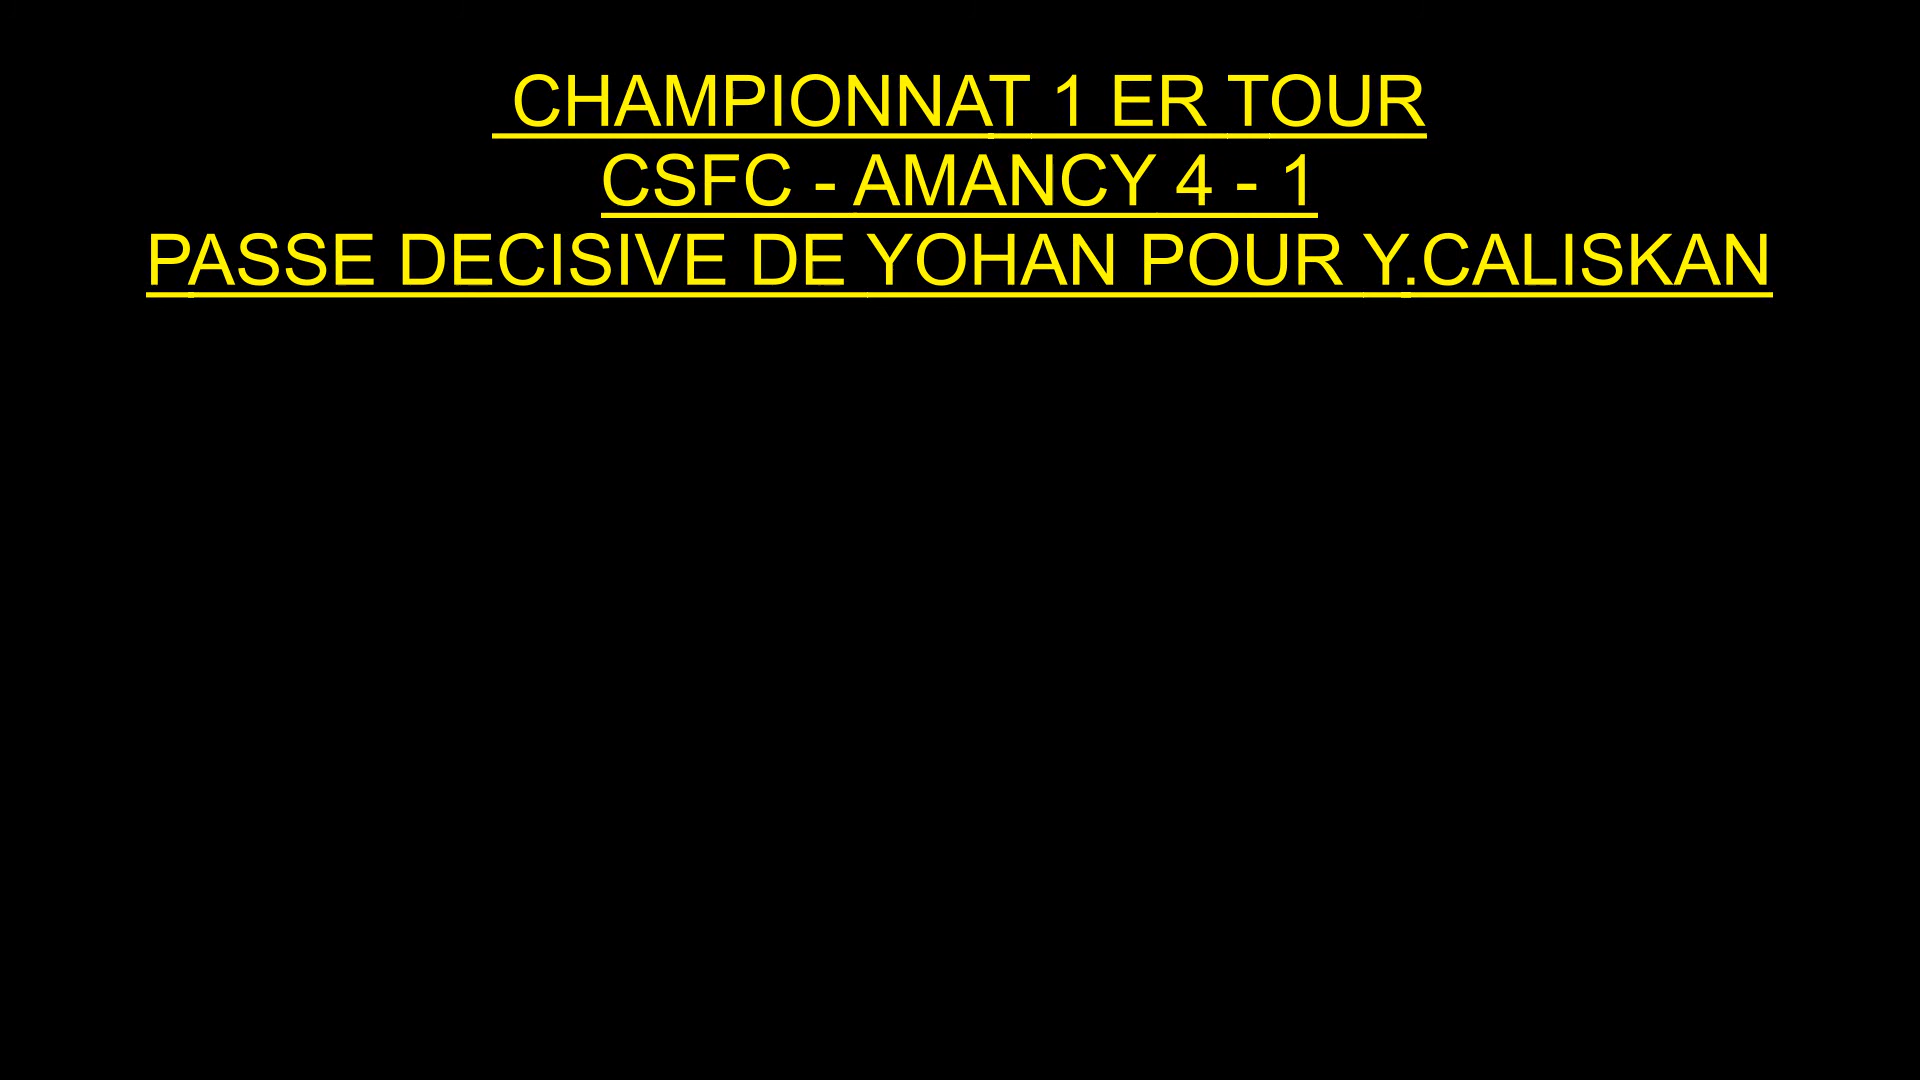 CHAMPIONNAT 1 ER TOUR
CSFC - AMANCY 4 - 1
PASSE DECISIVE DE YOHAN POUR Y.CALISKAN